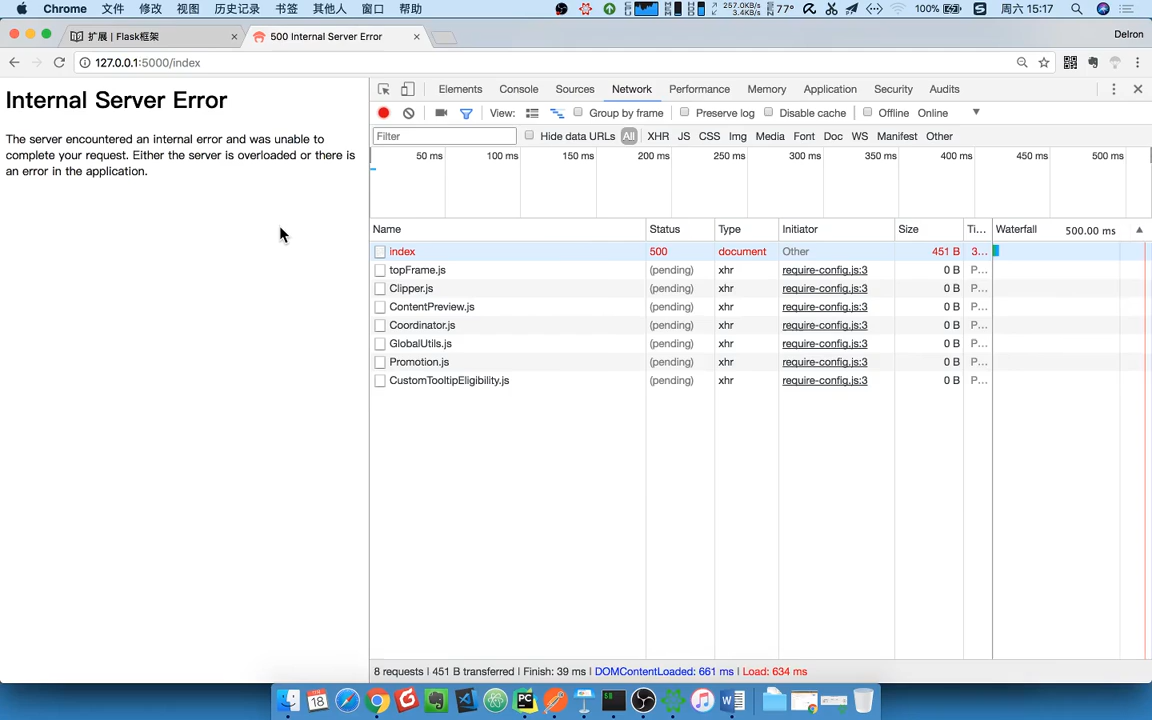 Chrome 文件 修改 视图 历史记录 书签 其他人 窗口 帮助 257.0KB/s 3.4KB/s 77° 100% 周六 15:17
扩展 | Flask框架 500 Internal Server Error Delron
127.0.0.1:5000/index
Internal Server Error
The server encountered an internal error and was unable to
complete your request. Either the server is overloaded or there is
an error in the application.
Elements Console Sources Network Performance Memory Application Security Audits
View: Group by frame Preserve log Disable cache Offline Online
Filter Hide data URLs All XHR JS CSS Img Media Font Doc WS Manifest Other
50 ms 100 ms 150 ms 200 ms 250 ms 300 ms 350 ms 400 ms 450 ms 500 ms
Name Status Type Initiator Size Ti... Waterfall 500.00 ms
index 500 document Other 451 B 3...
topFrame.js (pending) xhr require-config.js:3 0 B P...
Clipper.js (pending) xhr require-config.js:3 0 B P...
ContentPreview.js (pending) xhr require-config.js:3 0 B P...
Coordinator.js (pending) xhr require-config.js:3 0 B P...
GlobalUtils.js (pending) xhr require-config.js:3 0 B P...
Promotion.js (pending) xhr require-config.js:3 0 B P...
CustomTooltipEligibility.js (pending) xhr require-config.js:3 0 B P...
8 requests | 451 B transferred | Finish: 39 ms | DOMContentLoaded: 661 ms | Load: 634 ms
18 PC